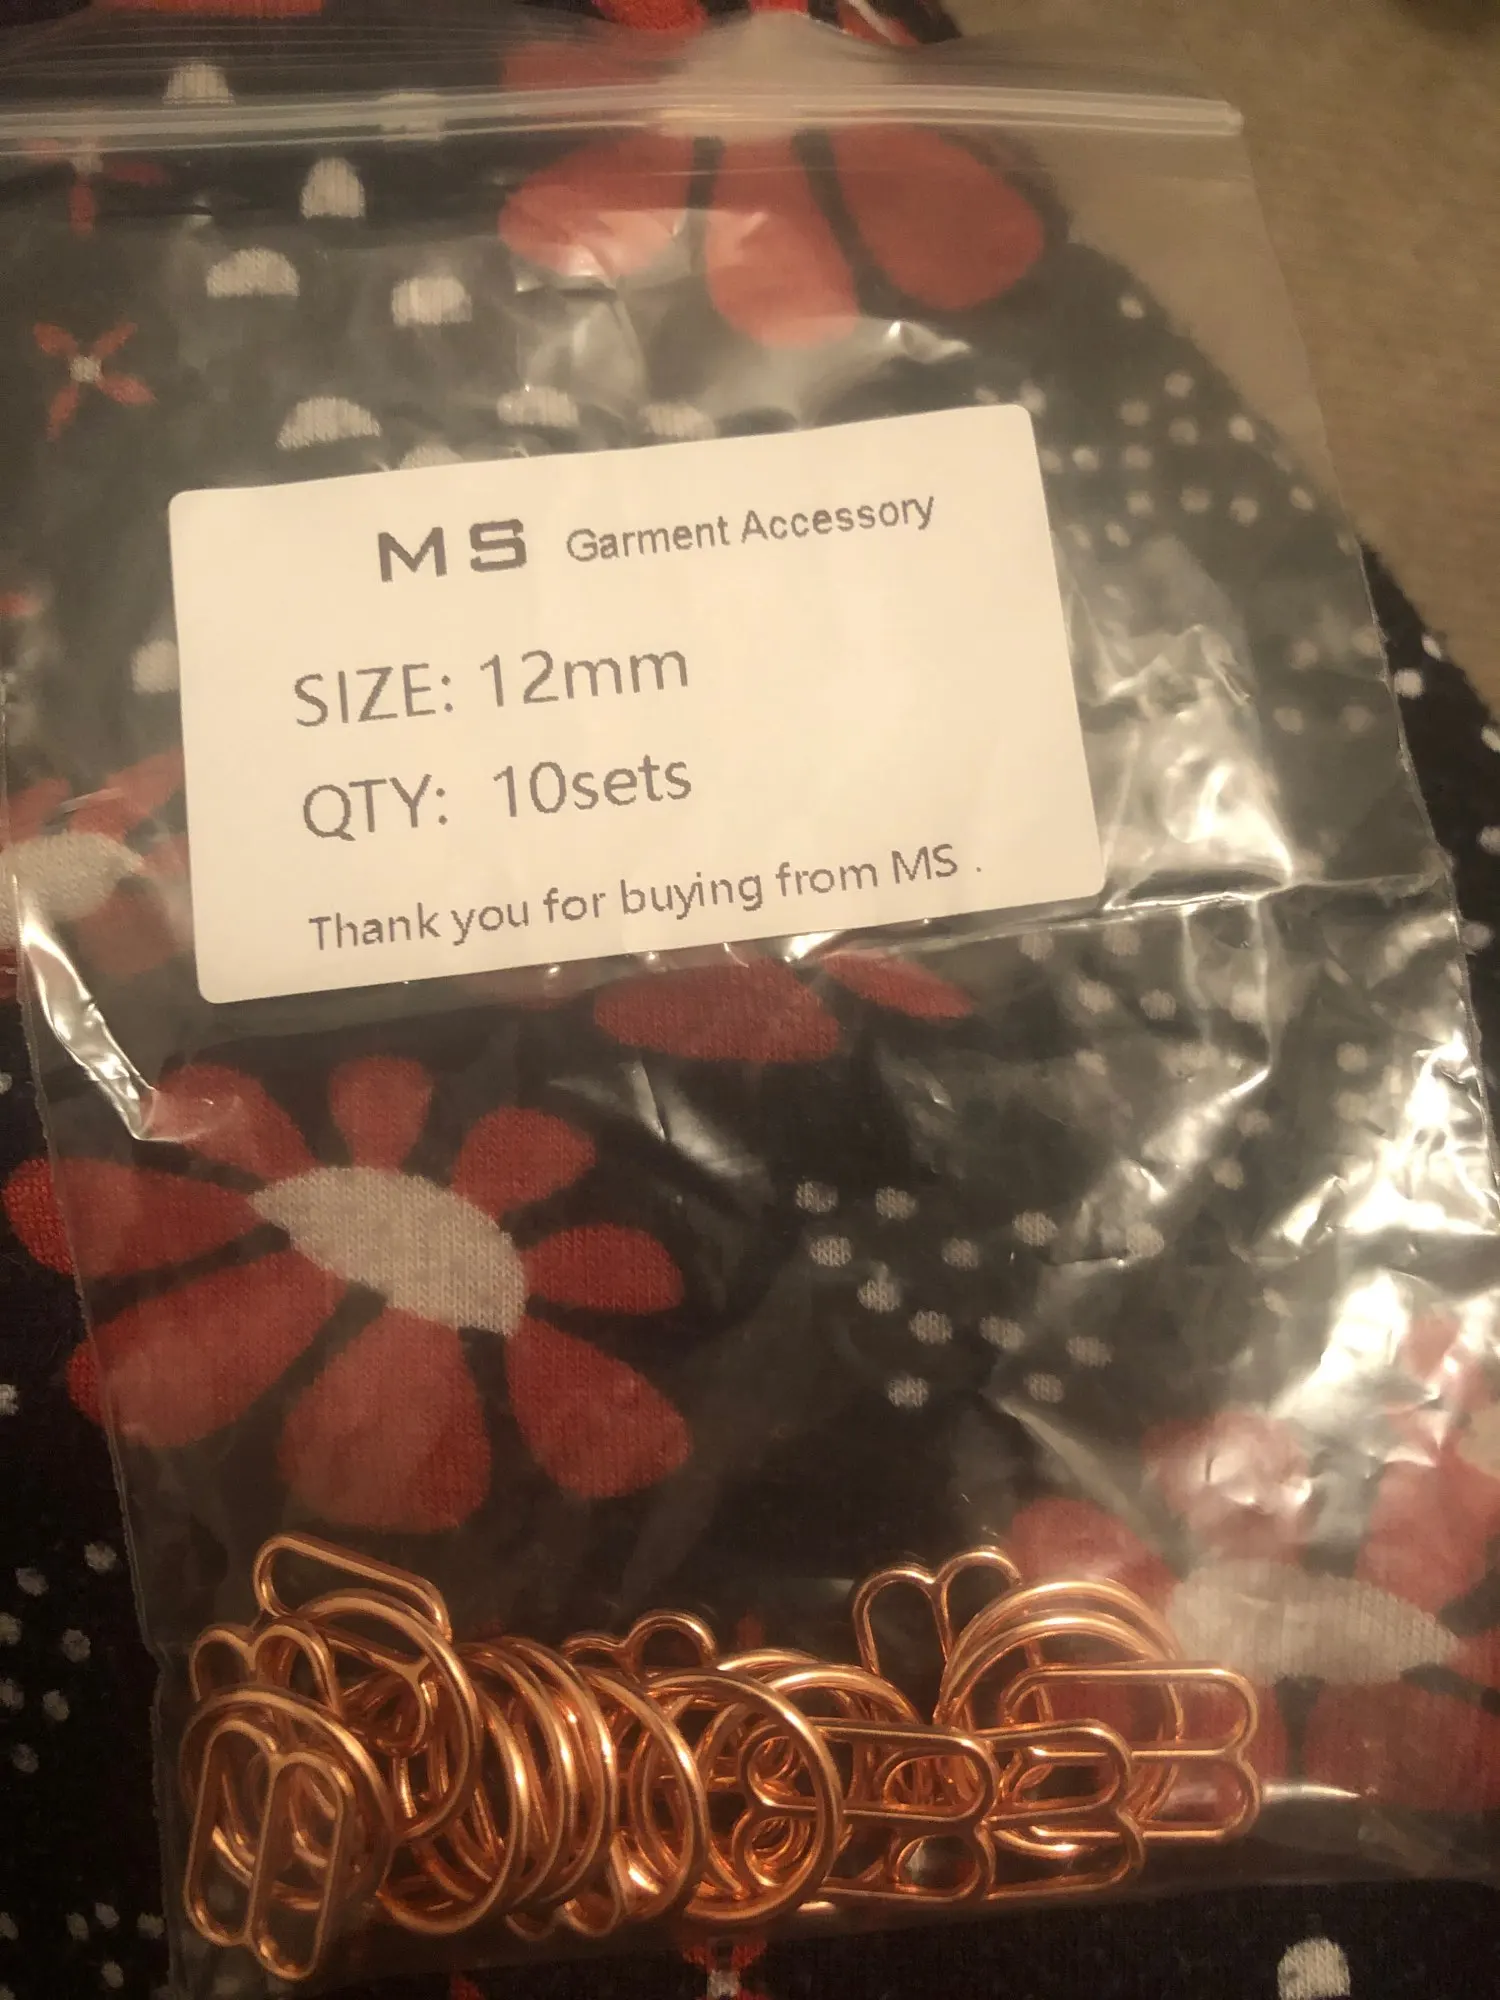 MS Garment Accessory
SIZE: 12mm
QTY: 10sets
Thank you for buying from MS .